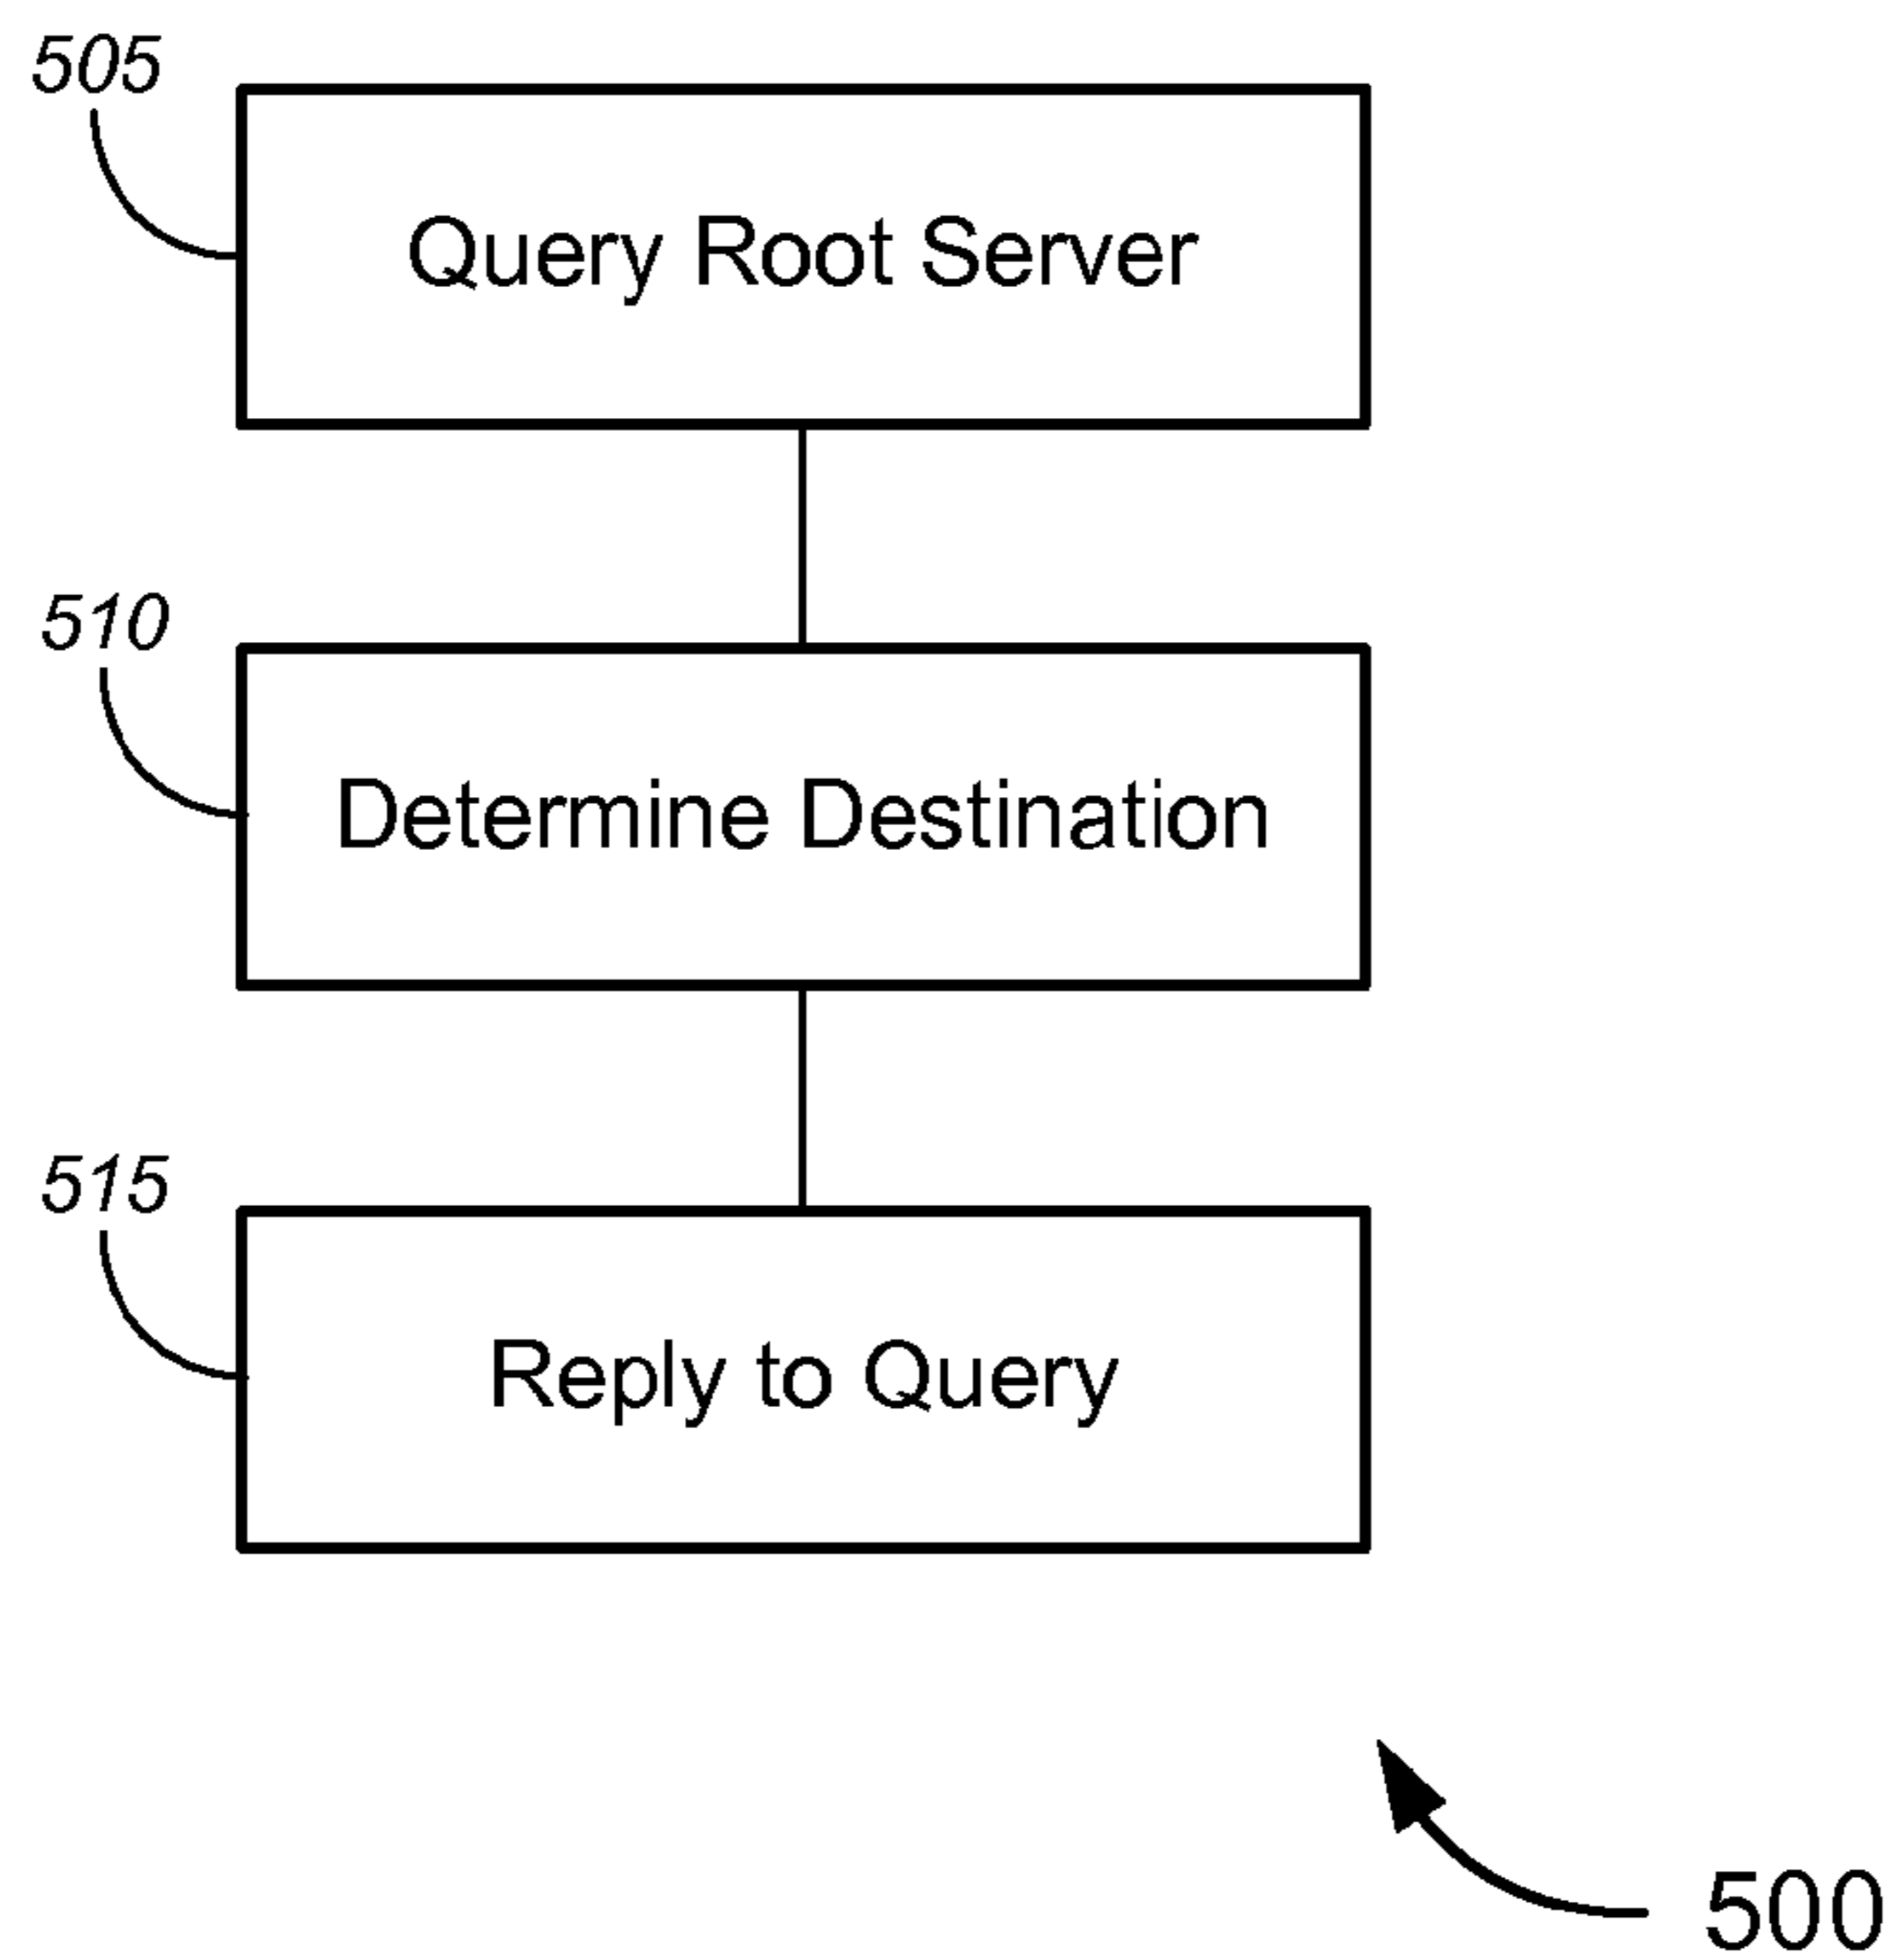 505
Query Root Server
510
Determine Destination
515
Reply to Query
500